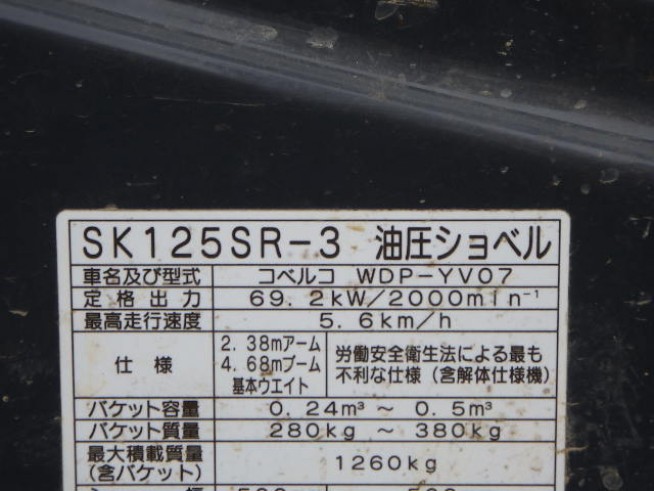 SK125SR-3 油圧ショベル
車名及び型式 コベルコ WDP-YV07
定格出力 69.2kW/2000min⁻¹
最高走行速度 5.6km/h
仕様 2.38mアーム 4.68mブーム 基本ウエイト 労働安全衛生法による最も不利な仕様(含解体仕様機)
バケット容量 0.24m³ ~ 0.5m³
バケット質量 280kg ~ 380kg
最大積載質量
(含バケット) 1260kg